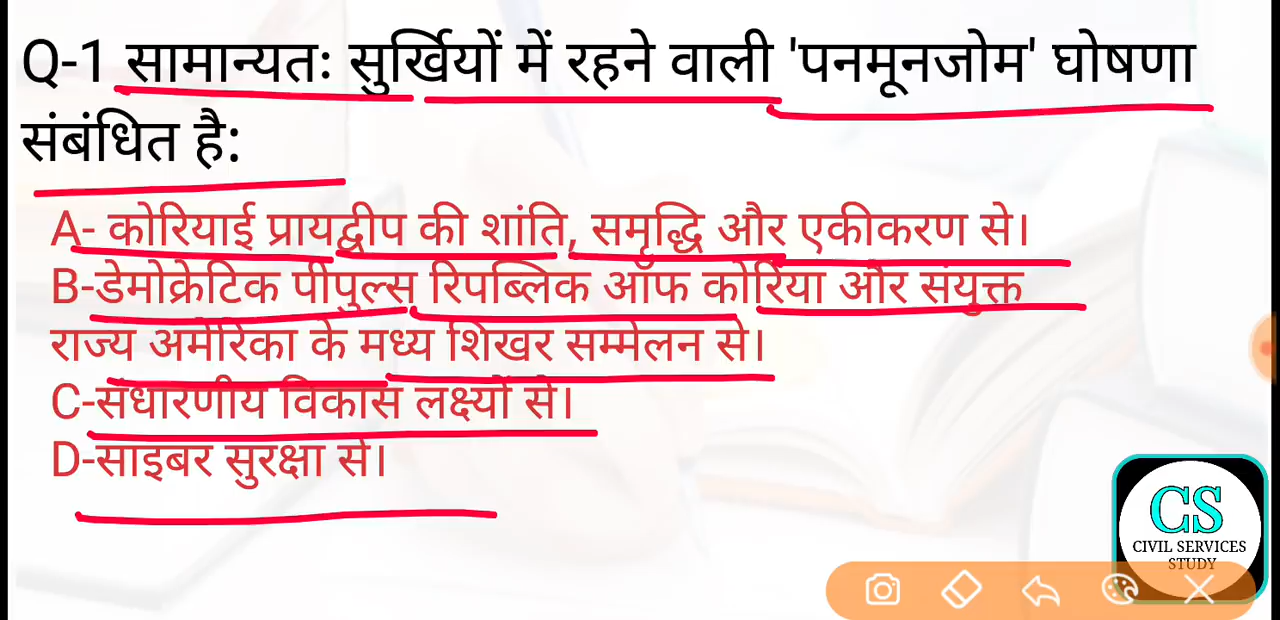 Q-1 सामान्यतः सुर्खियों में रहने वाली 'पनमूनजोम' घोषणा
संबंधित है:
A- कोरियाई प्रायद्वीप की शांति, समृद्धि और एकीकरण से।
B-डेमोक्रेटिक पीपुल्स रिपब्लिक ऑफ कोरिया और संयुक्त
राज्य अमेरिका के मध्य शिखर सम्मेलन से।
C-संधारणीय विकास लक्ष्यों से।
D-साइबर सुरक्षा से।
CS
CIVIL SERVICES
STUDY